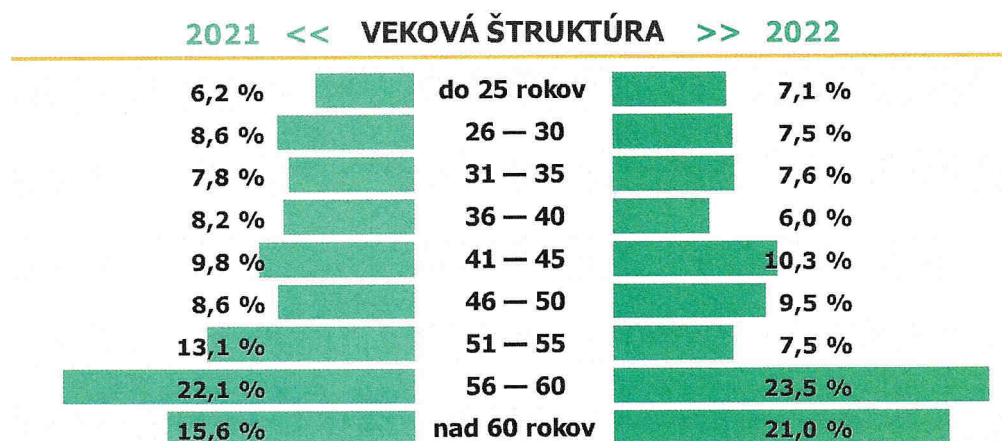 2021 << VEKOVÁ ŠTRUKTÚRA >> 2022
6,2 % do 25 rokov 7,1 %
8,6 % 26 — 30 7,5 %
7,8 % 31 — 35 7,6 %
8,2 % 36 — 40 6,0 %
9,8 % 41 — 45 10,3 %
8,6 % 46 — 50 9,5 %
13,1 % 51 — 55 7,5 %
22,1 % 56 — 60 23,5 %
15,6 % nad 60 rokov 21,0 %